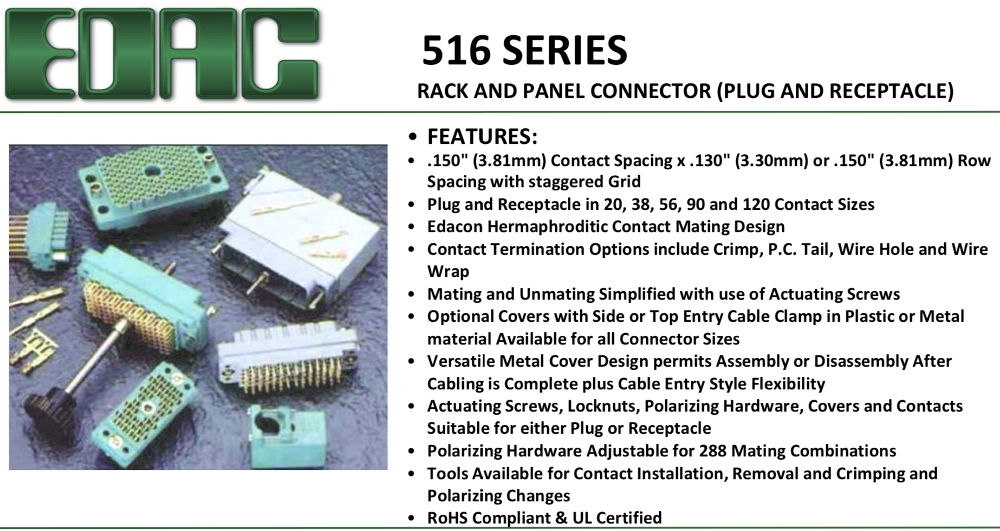 EDAC
516 SERIES
RACK AND PANEL CONNECTOR (PLUG AND RECEPTACLE)
• FEATURES:
• .150" (3.81mm) Contact Spacing x .130" (3.30mm) or .150" (3.81mm) Row
Spacing with staggered Grid
• Plug and Receptacle in 20, 38, 56, 90 and 120 Contact Sizes
• Edacon Hermaphroditic Contact Mating Design
• Contact Termination Options include Crimp, P.C. Tail, Wire Hole and Wire
Wrap
• Mating and Unmating Simplified with use of Actuating Screws
• Optional Covers with Side or Top Entry Cable Clamp in Plastic or Metal
material Available for all Connector Sizes
• Versatile Metal Cover Design permits Assembly or Disassembly After
Cabling is Complete plus Cable Entry Style Flexibility
• Actuating Screws, Locknuts, Polarizing Hardware, Covers and Contacts
Suitable for either Plug or Receptacle
• Polarizing Hardware Adjustable for 288 Mating Combinations
• Tools Available for Contact Installation, Removal and Crimping and
Polarizing Changes
• RoHS Compliant & UL Certified